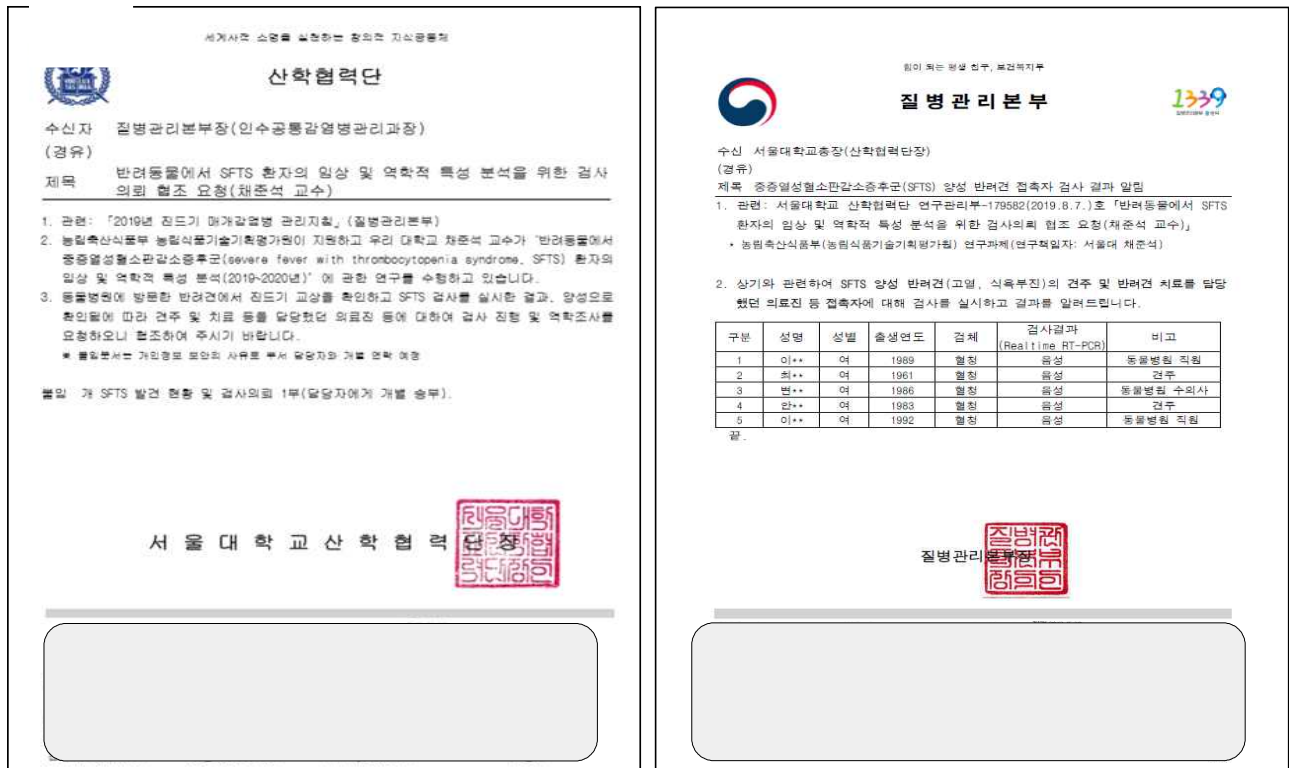 세계사적 소명을 실천하는 창의적 지식공동체
산학협력단
수신자 질병관리본부장(인수공통감염병관리과장)
(경유)
제목 반려동물에서 SFTS 환자의 임상 및 역학적 특성 분석을 위한 검사
의뢰 협조 요청(채준석 교수)
1. 관련: 「2019년 진드기 매개감염병 관리지침」(질병관리본부)
2. 농림축산식품부 농림식품기술기획평가원이 지원하고 우리 대학교 채준석 교수가 "반려동물에서
중증열성혈소판감소증후군(severe fever with thrombocytopenia syndrome, SFTS) 환자의
임상 및 역학적 특성 분석(2019~2020년)" 에 관한 연구를 수행하고 있습니다.
3. 동물병원에 방문한 반려견에서 진드기 교상을 확인하고 SFTS 검사를 실시한 결과, 양성으로
확인됨에 따라 견주 및 치료 등을 담당했던 의료진 등에 대하여 검사 진행 및 역학조사를
요청하오니 협조하여 주시기 바랍니다.
※ 붙임문서는 개인정보 보안의 사유로 부서 담당자와 개별 연락 예정
붙임 개 SFTS 발견 현황 및 검사의뢰 1부(담당자에게 개별 송부).
서울대학교산학협력단장
힘이 되는 평생 친구, 보건복지부
질병관리본부
1339
수신 서울대학교총장(산학협력단장)
(경유)
제목 중증열성혈소판감소증후군(SFTS) 양성 반려견 접촉자 검사 결과 알림
1. 관련: 서울대학교 산학협력단 연구관리부-179582(2019.8.7.)호 「반려동물에서 SFTS
환자의 임상 및 역학적 특성 분석을 위한 검사의뢰 협조 요청(채준석 교수)」
* 농림축산식품부(농림식품기술기획평가원) 연구과제(연구책임자: 서울대 채준석)
2. 상기와 관련하여 SFTS 양성 반려견(고열, 식욕부진)의 견주 및 반려견 치료를 담당
했던 의료진 등 접촉자에 대해 검사를 실시하고 결과를 알려드립니다.
구분 성명 성별 출생연도 검체 검사결과 (Realtime RT-PCR) 비고
1 이** 여 1989 혈청 음성 동물병원 직원
2 최** 여 1961 혈청 음성 견주
3 변** 여 1986 혈청 음성 동물병원 수의사
4 안** 여 1983 혈청 음성 견주
5 이** 여 1992 혈청 음성 동물병원 직원
끝.
질병관리본부장